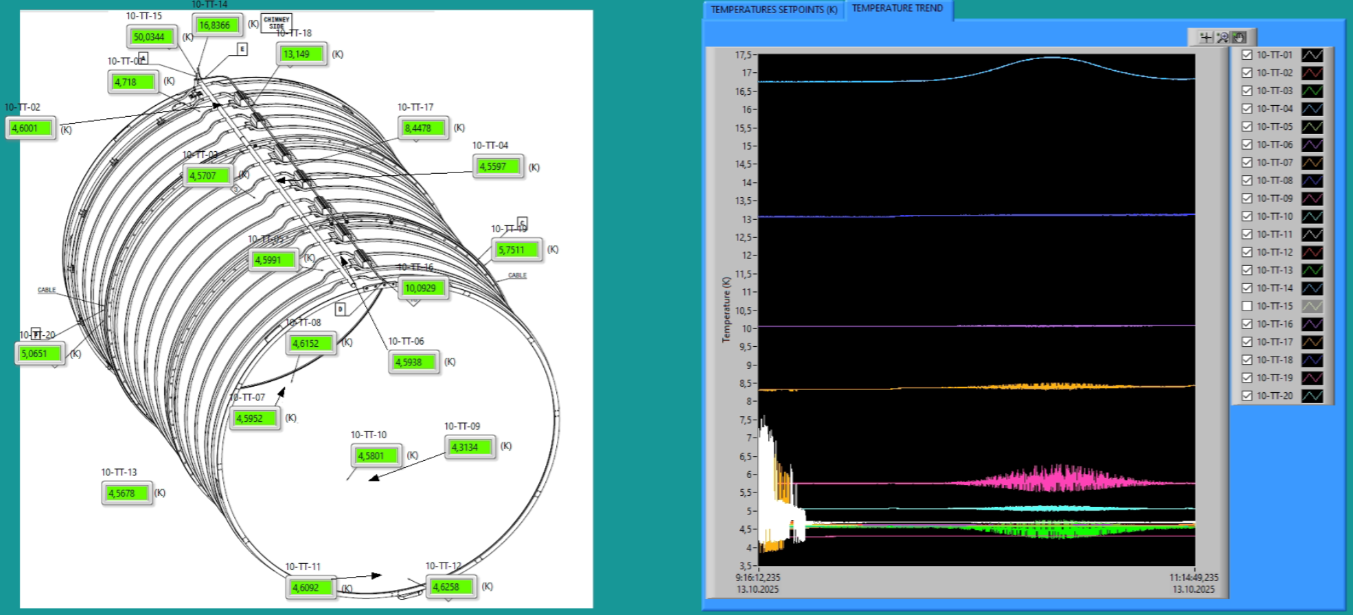 10-TT-14
10-TT-15
16,8366 (K)
CHIMNEY
SIDE
50,0344 (K)
10-TT-18
E
13,149 (K)
A
4,718 (K)
10-TT-02
10-TT-17
4,6001 (K)
8,4478 (K)
10-TT-04
10-TT-03
4,5597 (K)
4,5707 (K)
C
10-TT-19
10-TT-05
5,7511 (K)
4,5991 (K)
10-TT-16
CABLE
10,0929
CABLE
D
10-TT-20
10-TT-08
5,0651 (K)
4,6152 (K)
10-TT-06
4,5938 (K)
10-TT-07
4,5952 (K)
10-TT-10
10-TT-09
4,5801 (K)
4,3134 (K)
10-TT-13
4,5678 (K)
10-TT-11
10-TT-12
4,6092 (K)
4,6258 (K)
TEMPERATURES SETPOINTS (K)
TEMPERATURE TREND
Temperature (K)
17,5
17
16,5
16
15,5
15
14,5
14
13,5
13
12,5
12
11,5
11
10,5
10
9,5
9
8,5
8
7,5
7
6,5
6
5,5
5
4,5
4
3,5
9:16:12,235
13.10.2025
11:14:49,235
13.10.2025
10-TT-01
10-TT-02
10-TT-03
10-TT-04
10-TT-05
10-TT-06
10-TT-07
10-TT-08
10-TT-09
10-TT-10
10-TT-11
10-TT-12
10-TT-13
10-TT-14
10-TT-15
10-TT-16
10-TT-17
10-TT-18
10-TT-19
10-TT-20